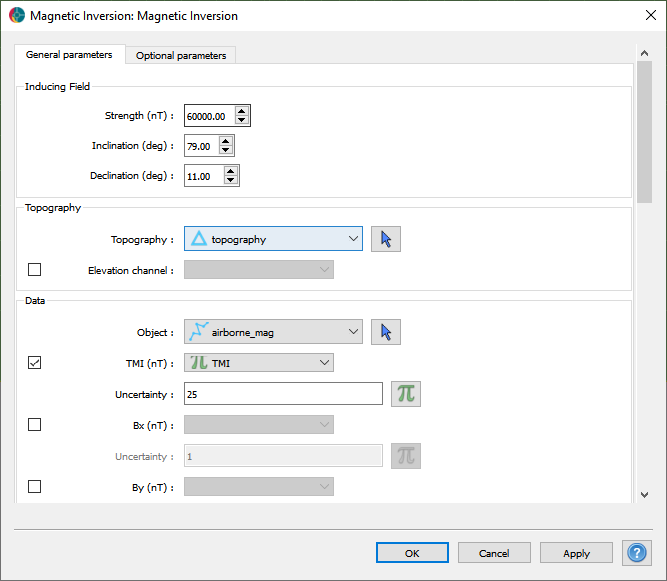 Magnetic Inversion: Magnetic Inversion
General parameters Optional parameters
Inducing Field
Strength (nT) : 60000.00
Inclination (deg) : 79.00
Declination (deg) : 11.00
Topography
Topography : topography
Elevation channel :
Data
Object : airborne_mag
TMI (nT) : π TMI
Uncertainty : 25 π
Bx (nT) :
Uncertainty : 1 π
By (nT) :
OK Cancel Apply ?